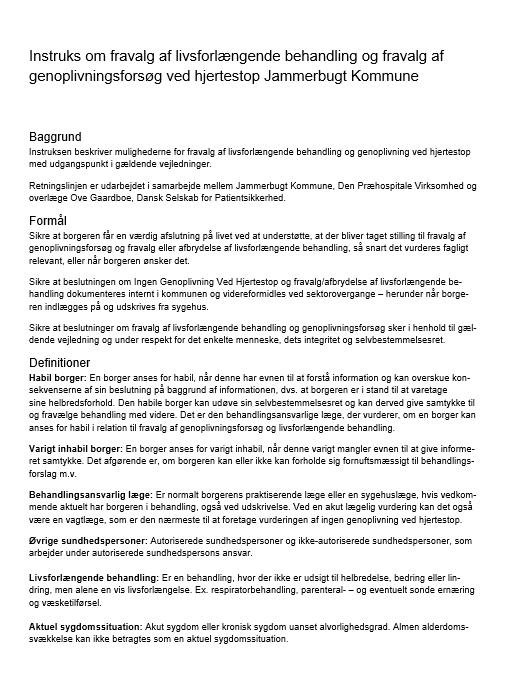 Instruks om fravalg af livsforlængende behandling og fravalg af
genoplivningsforsøg ved hjertestop Jammerbugt Kommune
Baggrund
Instruksen beskriver mulighederne for fravalg af livsforlængende behandling og genoplivning ved hjertestop
med udgangspunkt i gældende vejledninger.
Retningslinjen er udarbejdet i samarbejde mellem Jammerbugt Kommune, Den Præhospitale Virksomhed og
overlæge Ove Gaardboe, Dansk Selskab for Patientsikkerhed.
Formål
Sikre at borgeren får en værdig afslutning på livet ved at understøtte, at der bliver taget stilling til fravalg af
genoplivningsforsøg og fravalg eller afbrydelse af livsforlængende behandling, så snart det vurderes fagligt
relevant, eller når borgeren ønsker det.
Sikre at beslutningen om Ingen Genoplivning Ved Hjertestop og fravalg/afbrydelse af livsforlængende be-
handling dokumenteres internt i kommunen og videreformidles ved sektorovergange – herunder når borge-
ren indlægges på og udskrives fra sygehus.
Sikre at beslutninger om fravalg af livsforlængende behandling og genoplivningsforsøg sker i henhold til gæl-
dende vejledning og under respekt for det enkelte menneske, dets integritet og selvbestemmelsesret.
Definitioner
Habil borger: En borger anses for habil, når denne har evnen til at forstå information og kan overskue kon-
sekvenserne af sin beslutning på baggrund af informationen, dvs. at borgeren er i stand til at varetage
sine helbredsforhold. Den habile borger kan udøve sin selvbestemmelsesret og kan derved give samtykke til
og fravælge behandling med videre. Det er den behandlingsansvarlige læge, der vurderer, om en borger kan
anses for habil i relation til fravalg af genoplivningsforsøg og livsforlængende behandling.
Varigt inhabil borger: En borger anses for varigt inhabil, når denne varigt mangler evnen til at give informe-
ret samtykke. Det afgørende er, om borgeren kan eller ikke kan forholde sig fornuftsmæssigt til behandlings-
forslag m.v.
Behandlingsansvarlig læge: Er normalt borgerens praktiserende læge eller en sygehuslæge, hvis vedkom-
mende aktuelt har borgeren i behandling, også ved udskrivelse. Ved en akut lægelig vurdering kan det også
være en vagtlæge, som er den nærmeste til at foretage vurderingen af ingen genoplivning ved hjertestop.
Øvrige sundhedspersoner: Autoriserede sundhedspersoner og ikke-autoriserede sundhedspersoner, som
arbejder under autoriserede sundhedspersons ansvar.
Livsforlængende behandling: Er en behandling, hvor der ikke er udsigt til helbredelse, bedring eller lin-
dring, men alene en vis livsforlængelse. Ex. respiratorbehandling, parenteral- – og eventuelt sonde ernæring
og væsketilførsel.
Aktuel sygdomssituation: Akut sygdom eller kronisk sygdom uanset alvorlighedsgrad. Almen alderdoms-
svækkelse kan ikke betragtes som en aktuel sygdomssituation.